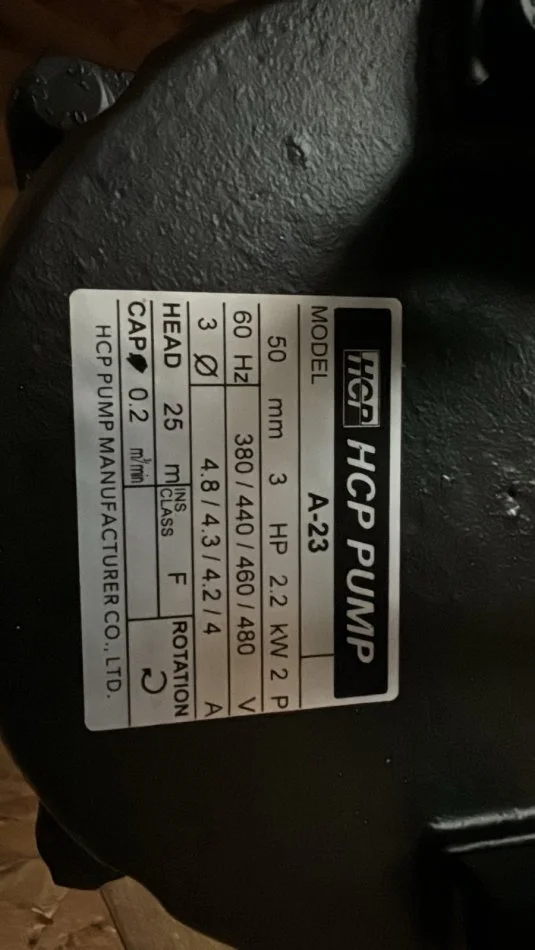 HCP HCP PUMP
MODEL A-23
50 mm 3 HP 2.2 kW 2 P
60 Hz 380/440/460/480 V
3 Ø 4.8/4.3/4.2/4 A
HEAD 25 m INS CLASS F ROTATION
CAP. 0.2 m³/min
HCP PUMP MANUFACTURER CO., LTD.